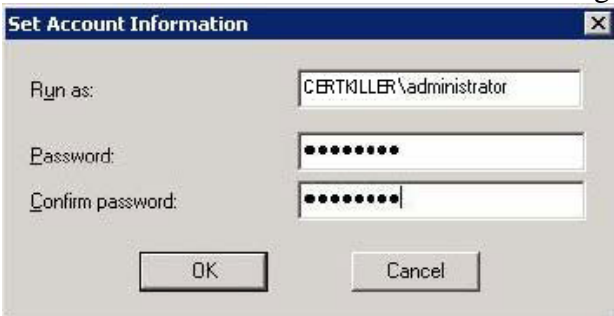 Set Account Information
Run as:
CERTKILLER\administrator
Password:
••••••••
Confirm password:
••••••••
OK
Cancel